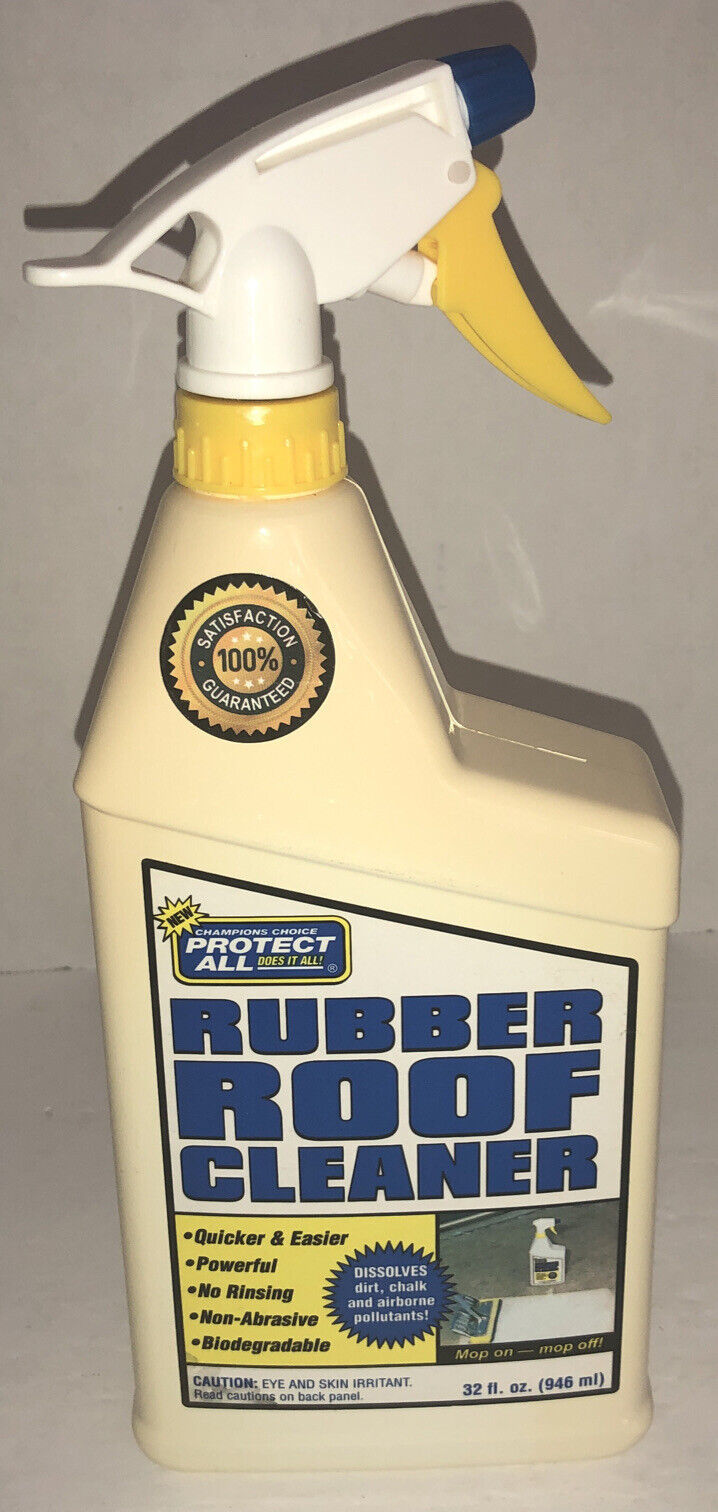 SATISFACTION
100%
GUARANTEED
NEW
CHAMPIONS CHOICE
PROTECT
ALL DOES IT ALL! ®
RUBBER
ROOF
CLEANER
•Quicker & Easier
•Powerful
•No Rinsing
•Non-Abrasive
•Biodegradable
DISSOLVES
dirt, chalk
and airborne
pollutants!
Mop on — mop off!
CAUTION: EYE AND SKIN IRRITANT.
Read cautions on back panel.
32 fl. oz. (946 ml)